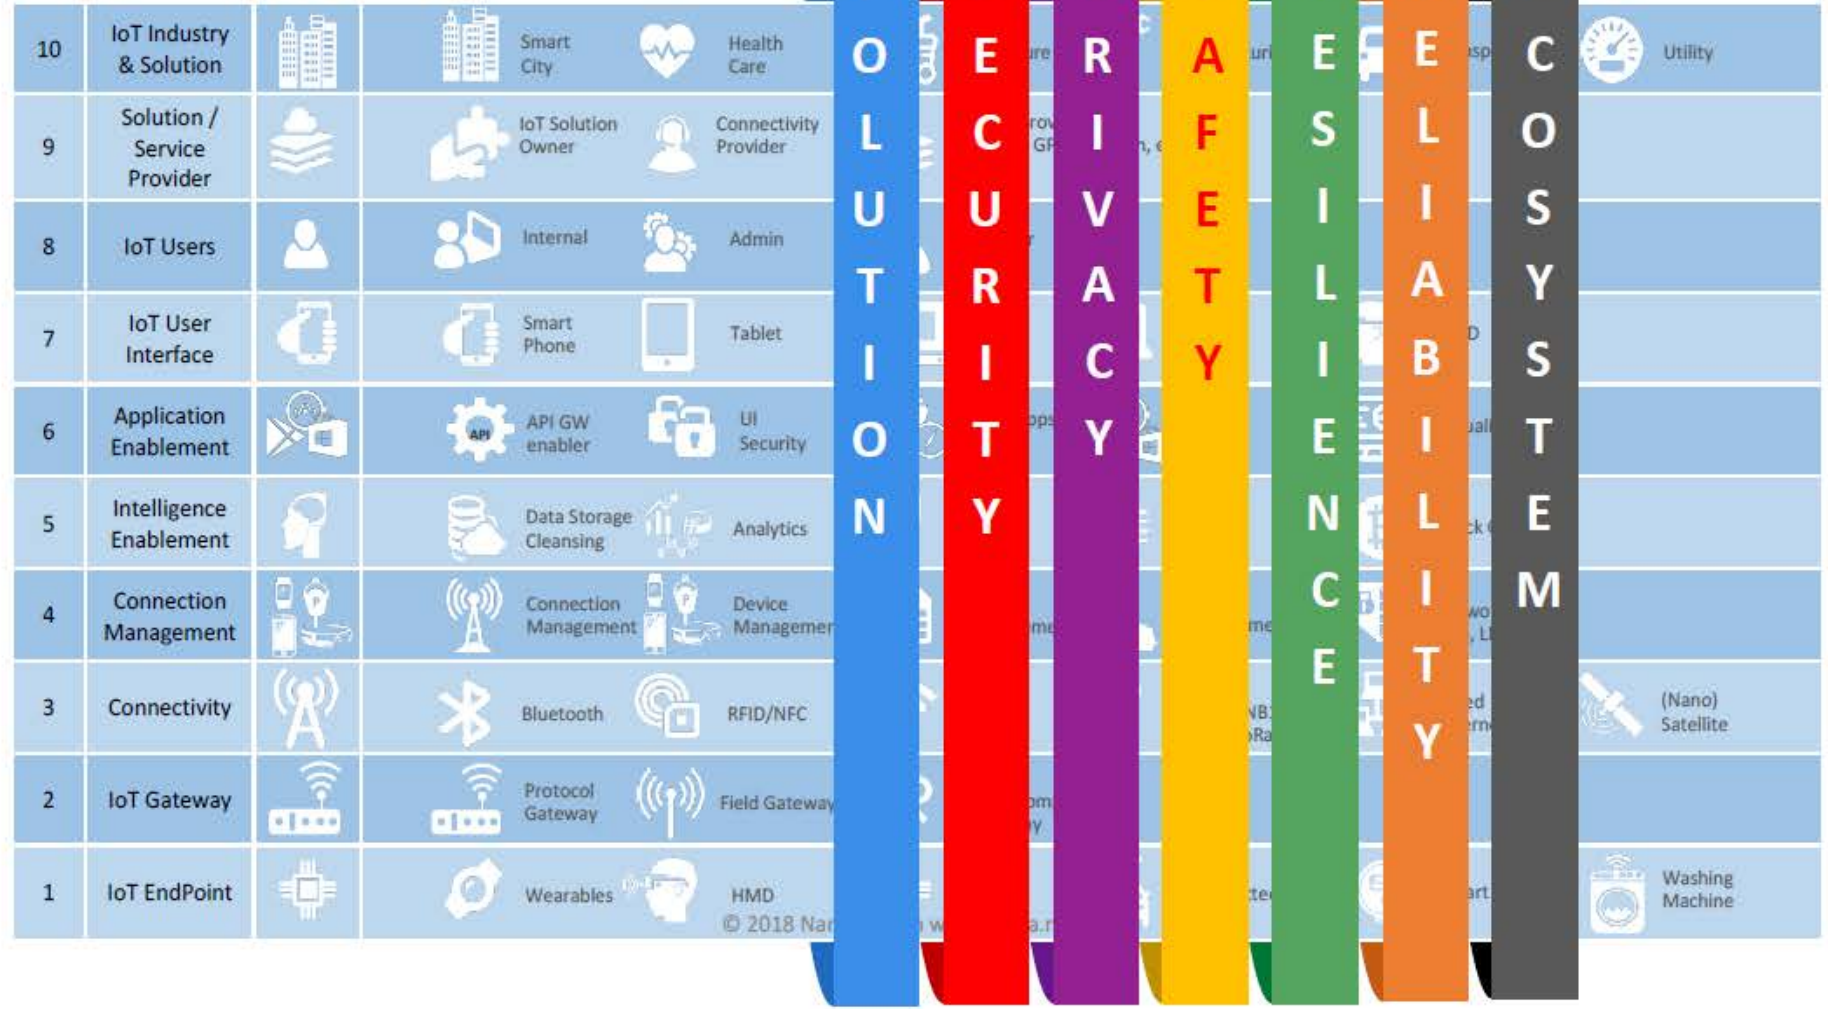 10
IoT Industry
& Solution
Smart
City
Health
Care
Utility
9
Solution /
Service
Provider
IoT Solution
Owner
Connectivity
Provider
8
IoT Users
Internal
Admin
7
IoT User
Interface
Smart
Phone
Tablet
6
Application
Enablement
API
API GW
enabler
UI
Security
5
Intelligence
Enablement
Data Storage
Cleansing
Analytics
4
Connection
Management
P
Connection
Management
P
Device
Managemen
3
Connectivity
Bluetooth
RFID/NFC
(Nano)
Satellite
2
IoT Gateway
Protocol
Gateway
Field Gateway
1
IoT EndPoint
Wearables
HMD
Washing
Machine
© 2018 Nar
OLUTION
ECURITY
RIVACY
AFETY
ESILIENCE
ELIABILITY
COSYSTEM